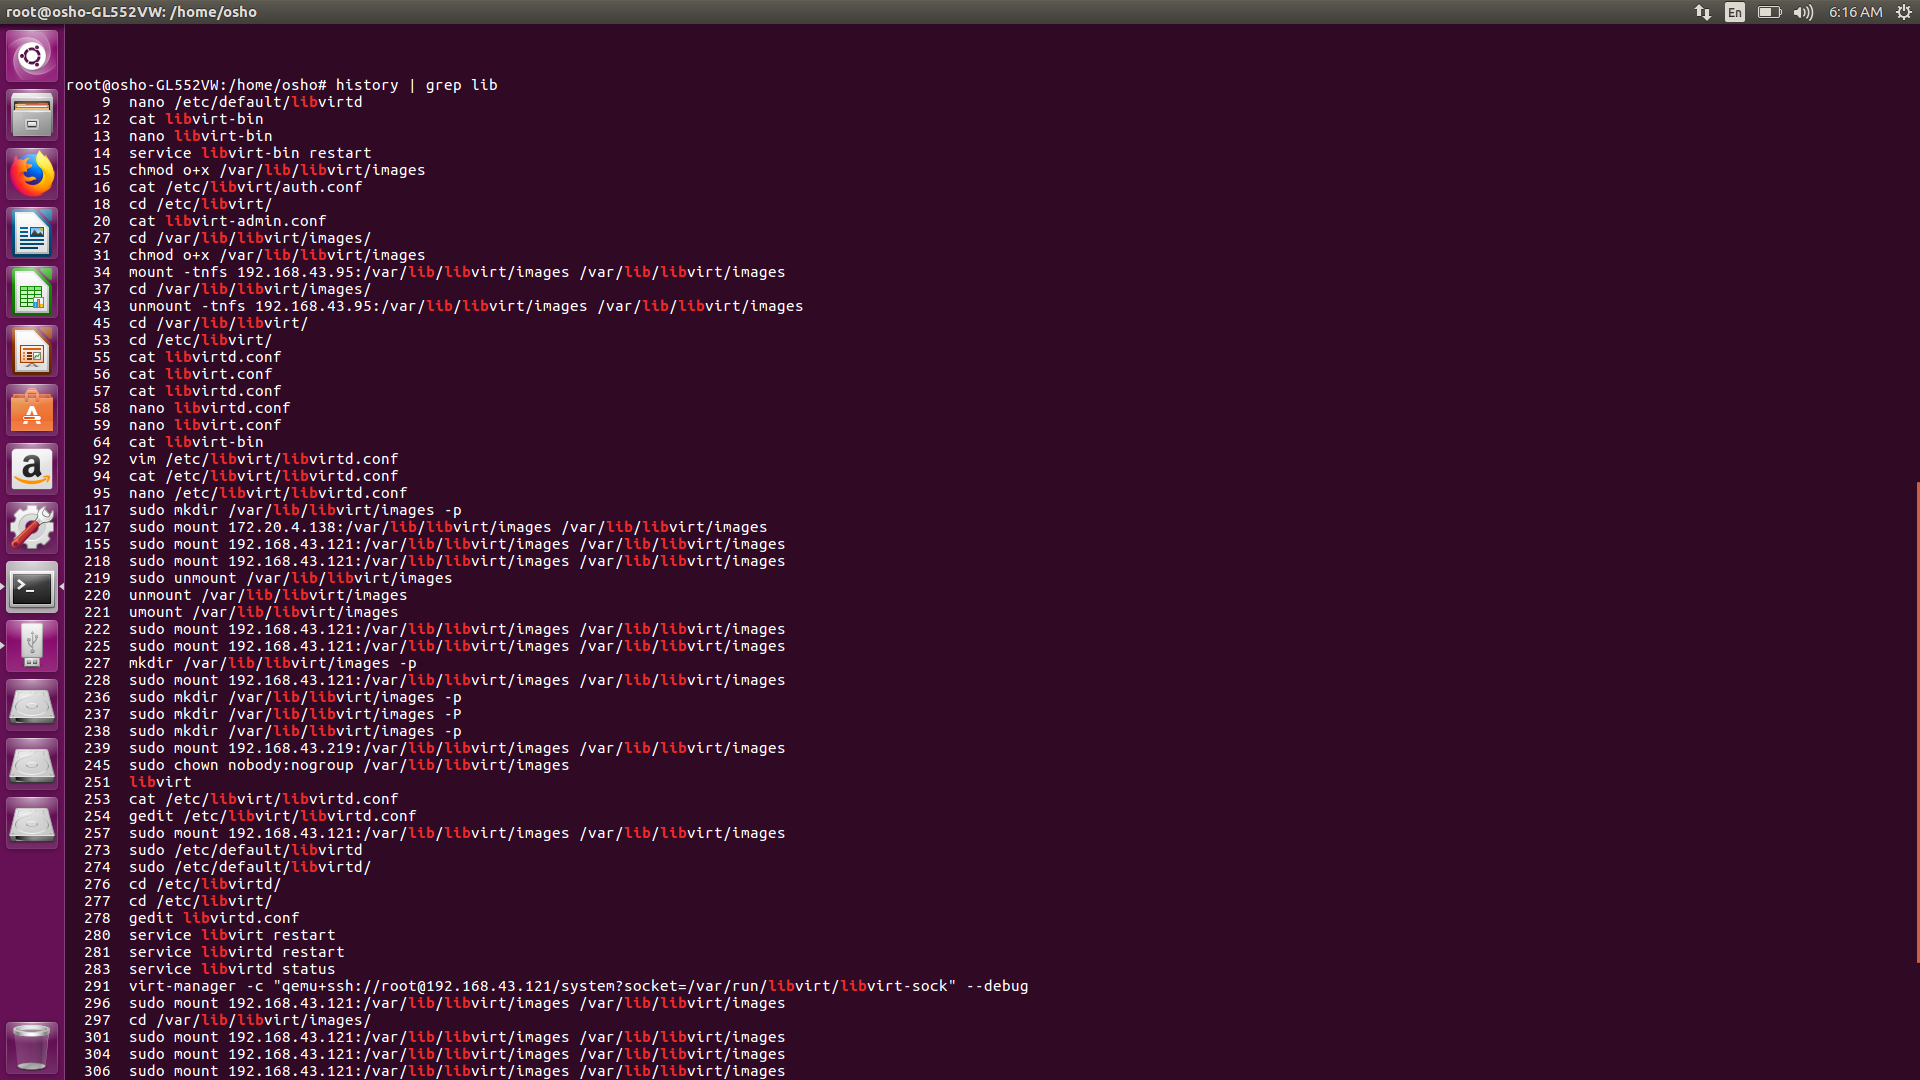 root@osho-GL552VW: /home/osho
En
6:16 AM
root@osho-GL552VW:/home/osho# history | grep lib
9  nano /etc/default/libvirtd
12  cat libvirt-bin
13  nano libvirt-bin
14  service libvirt-bin restart
15  chmod o+x /var/lib/libvirt/images
16  cat /etc/libvirt/auth.conf
18  cd /etc/libvirt/
20  cat libvirt-admin.conf
27  cd /var/lib/libvirt/images/
31  chmod o+x /var/lib/libvirt/images
34  mount -tnfs 192.168.43.95:/var/lib/libvirt/images /var/lib/libvirt/images
37  cd /var/lib/libvirt/images/
43  unmount -tnfs 192.168.43.95:/var/lib/libvirt/images /var/lib/libvirt/images
45  cd /var/lib/libvirt/
53  cd /etc/libvirt/
55  cat libvirtd.conf
56  cat libvirt.conf
57  cat libvirtd.conf
58  nano libvirtd.conf
59  nano libvirt.conf
64  cat libvirt-bin
92  vim /etc/libvirt/libvirtd.conf
94  cat /etc/libvirt/libvirtd.conf
95  nano /etc/libvirt/libvirtd.conf
117  sudo mkdir /var/lib/libvirt/images -p
127  sudo mount 172.20.4.138:/var/lib/libvirt/images /var/lib/libvirt/images
155  sudo mount 192.168.43.121:/var/lib/libvirt/images /var/lib/libvirt/images
218  sudo mount 192.168.43.121:/var/lib/libvirt/images /var/lib/libvirt/images
219  sudo unmount /var/lib/libvirt/images
220  unmount /var/lib/libvirt/images
221  umount /var/lib/libvirt/images
222  sudo mount 192.168.43.121:/var/lib/libvirt/images /var/lib/libvirt/images
225  sudo mount 192.168.43.121:/var/lib/libvirt/images /var/lib/libvirt/images
227  mkdir /var/lib/libvirt/images -p
228  sudo mount 192.168.43.121:/var/lib/libvirt/images /var/lib/libvirt/images
236  sudo mkdir /var/lib/libvirt/images -p
237  sudo mkdir /var/lib/libvirt/images -P
238  sudo mkdir /var/lib/libvirt/images -p
239  sudo mount 192.168.43.219:/var/lib/libvirt/images /var/lib/libvirt/images
245  sudo chown nobody:nogroup /var/lib/libvirt/images
251  libvirt
253  cat /etc/libvirt/libvirtd.conf
254  gedit /etc/libvirt/libvirtd.conf
257  sudo mount 192.168.43.121:/var/lib/libvirt/images /var/lib/libvirt/images
273  sudo /etc/default/libvirtd
274  sudo /etc/default/libvirtd/
276  cd /etc/libvirtd/
277  cd /etc/libvirt/
278  gedit libvirtd.conf
280  service libvirt restart
281  service libvirtd restart
283  service libvirtd status
291  virt-manager -c "qemu+ssh://root@192.168.43.121/system?socket=/var/run/libvirt/libvirt-sock" --debug
296  sudo mount 192.168.43.121:/var/lib/libvirt/images /var/lib/libvirt/images
297  cd /var/lib/libvirt/images/
301  sudo mount 192.168.43.121:/var/lib/libvirt/images /var/lib/libvirt/images
304  sudo mount 192.168.43.121:/var/lib/libvirt/images /var/lib/libvirt/images
306  sudo mount 192.168.43.121:/var/lib/libvirt/images /var/lib/libvirt/images